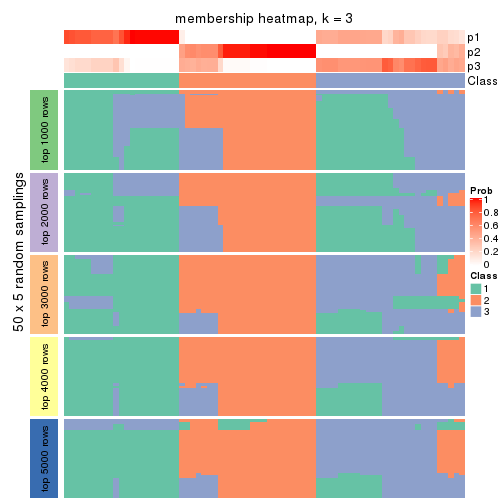 membership heatmap, k = 3
p1
p2
p3
Class
50 x 5 random samplings
top 1000 rows
top 2000 rows
top 3000 rows
top 4000 rows
top 5000 rows
Prob
1
0.8
0.6
0.4
0.2
0
Class
1
2
3